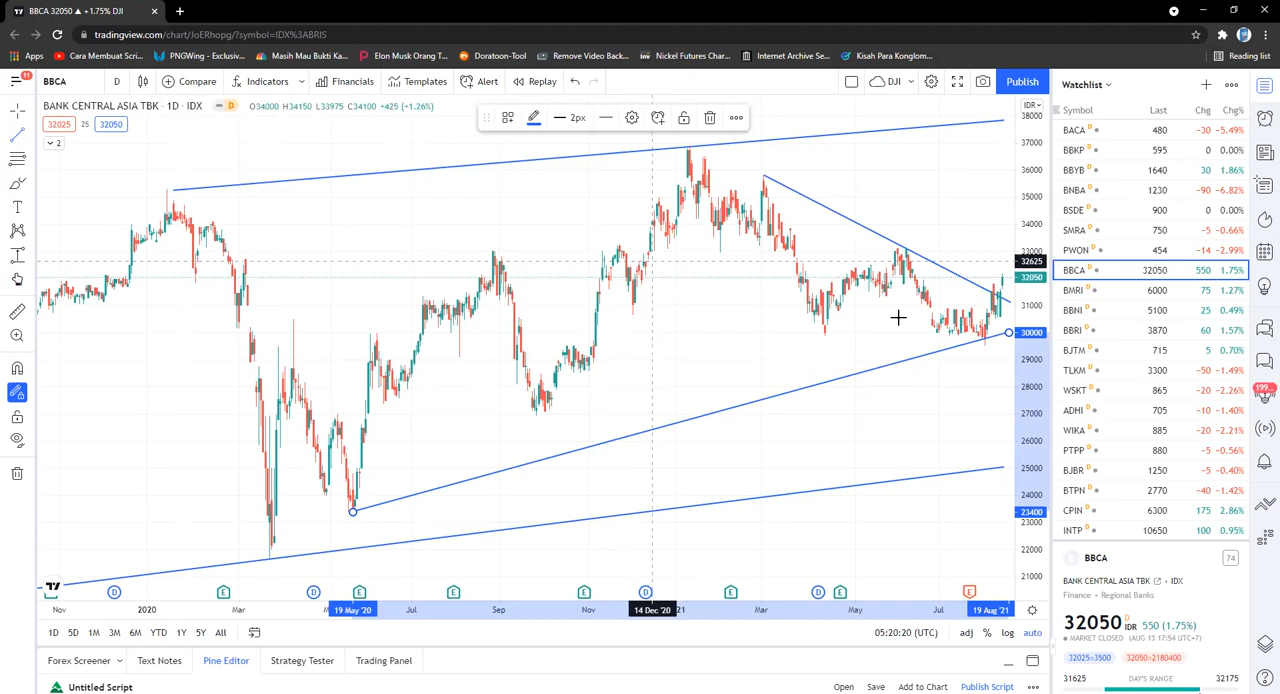 BBCA 32050 ▲ +1.75% DJI
tradingview.com/chart/JoERhopg/?symbol=IDX%3ABRIS
Apps Cara Membuat Scri... PNGWing - Exclusiv... Masih Mau Bukti Ka... Elon Musk Orang T... Doratoon-Tool Remove Video Back... Nickel Futures Char... Internet Archive Se... Kisah Para Konglom... Reading list
11 BBCA D Compare Indicators Financials Templates Alert Replay DJI Publish
Watchlist
BANK CENTRAL ASIA TBK · 1D · IDX D O34000 H34150 L33975 C34100 +425 (+1.26%)
IDR
32025 25 32050
2px
2
38000
37000
36000
35000
34000
33000
32625
32050
31000
30000
29000
28000
27000
26000
25000
24000
23400
23000
22000
21000
D E D E E E D E D E E
Nov 2020 Mar 19 May '20 Jul Sep Nov 14 Dec '20 21 Mar May Jul 19 Aug '21
1D 5D 1M 3M 6M YTD 1Y 5Y All 05:20:20 (UTC) adj % log auto
Forex Screener Text Notes Pine Editor Strategy Tester Trading Panel
Untitled Script Open Save Add to Chart Publish Script
Symbol Last Chg Chg%
BACA D 480 −30 −5.49%
BBKP D 595 0 0.00%
BBYB D 1640 30 1.86%
BNBA D 1230 −90 −6.82%
BSDE D 900 0 0.00%
SMRA D 750 −5 −0.66%
PWON D 454 −14 −2.99%
BBCA D 32050 550 1.75%
BMRI D 6000 75 1.27%
BBNI D 5100 25 0.49%
BBRI D 3870 60 1.57%
BJTM D 715 5 0.70%
TLKM D 3300 −50 −1.49%
WSKT D 865 −20 −2.26%
ADHI D 705 −10 −1.40%
WIKA D 885 −20 −2.21%
PTPP D 880 −5 −0.56%
BJBR D 1250 −5 −0.40%
BTPN D 2770 −40 −1.42%
CPIN D 6300 175 2.86%
INTP D 10650 100 0.95%
199...
BBCA 74
BANK CENTRAL ASIA TBK · IDX
Finance · Regional Banks
32050 D IDR 550 (1.75%)
MARKET CLOSED (AUG 13 17:54 UTC+7)
32025×3500 32050×2180400
31625 DAY'S RANGE 32175